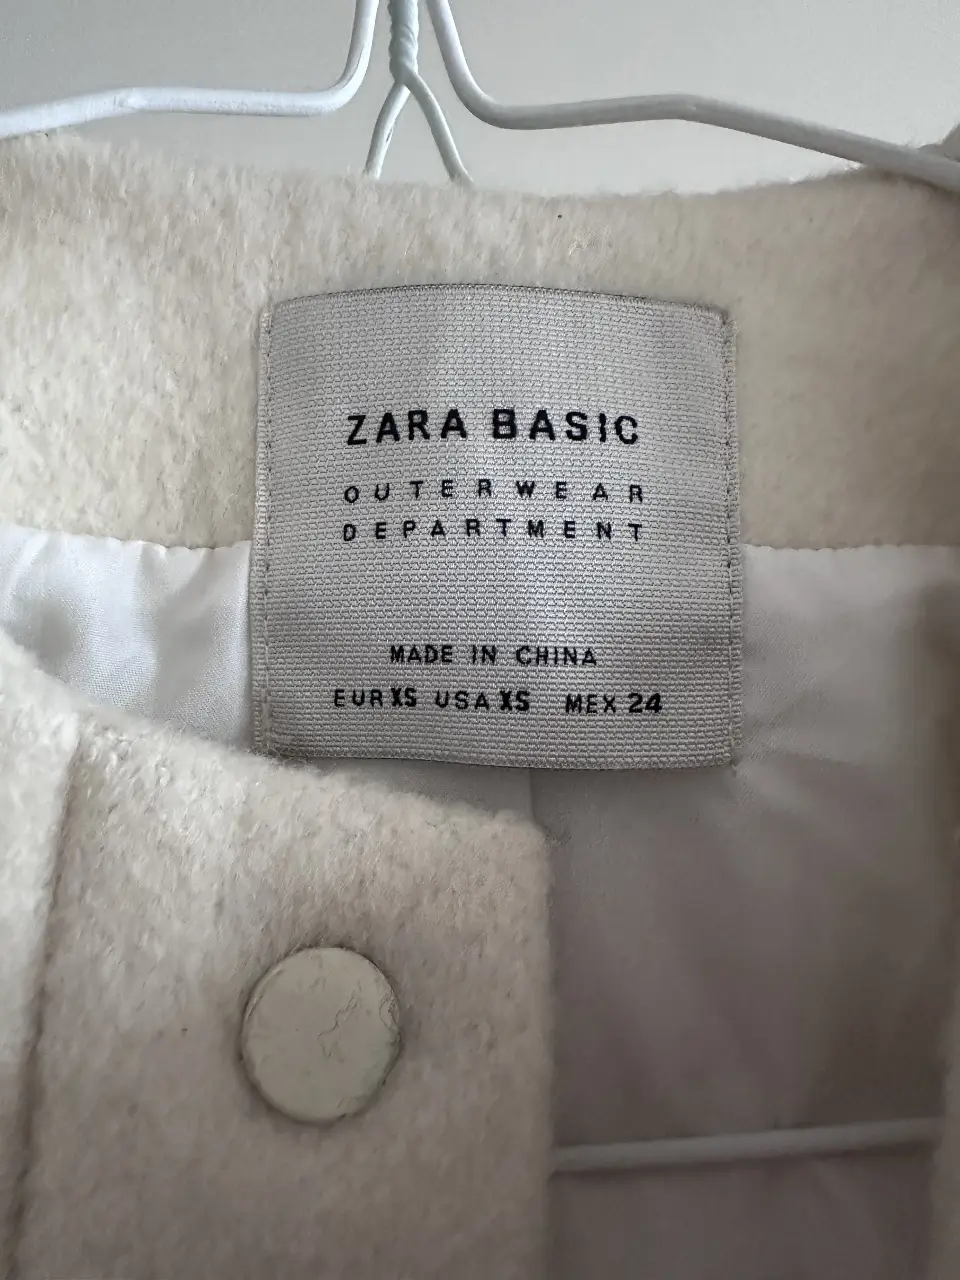 ZARA BASIC
OUTERWEAR
DEPARTMENT
MADE IN CHINA
EUR XS USA XS MEX 24